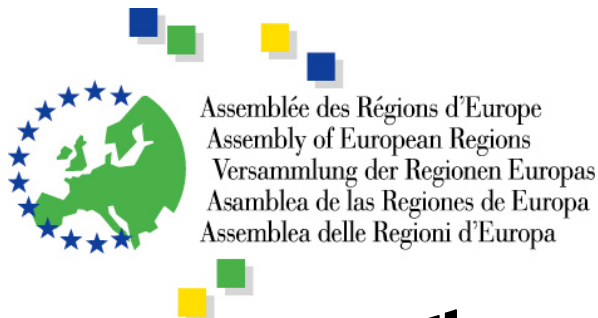 Assemblée des Régions d'Europe
Assembly of European Regions
Versammlung der Regionen Europas
Asamblea de las Regiones de Europa
Assemblea delle Regioni d'Europa